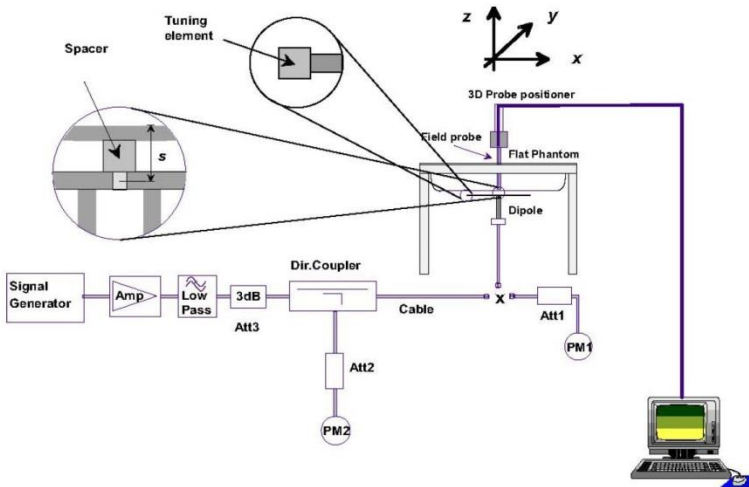 Tuning
element
Spacer
s
z
y
x
3D Probe positioner
Field probe
Flat Phantom
Dipole
Signal
Generator
Amp
Low
Pass
3dB
Att3
Dir.Coupler
Cable
x
Att1
PM1
Att2
PM2